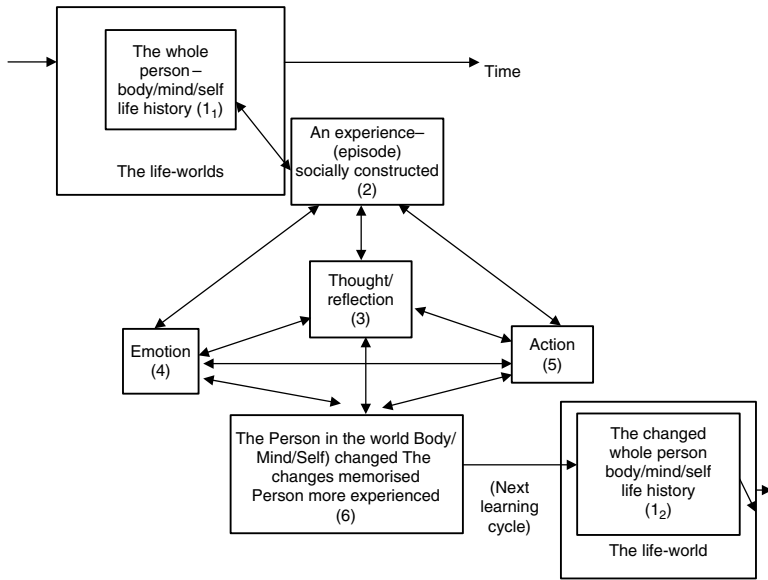 The whole
person–
body/mind/self
life history (1₁)
The life-worlds
Time
An experience–
(episode)
socially constructed
(2)
Thought/
reflection
(3)
Emotion
(4)
Action
(5)
The Person in the world Body/
Mind/Self) changed The
changes memorised
Person more experienced
(6)
(Next
learning
cycle)
The changed
whole person
body/mind/self
life history
(1₂)
The life-world